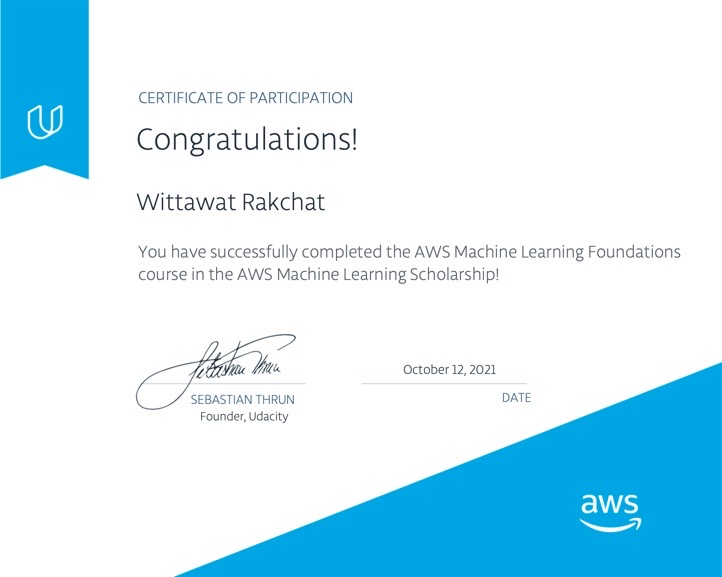 CERTIFICATE OF PARTICIPATION
Congratulations!
Wittawat Rakchat
You have successfully completed the AWS Machine Learning Foundations
course in the AWS Machine Learning Scholarship!
Sebastian Thrun
October 12, 2021
SEBASTIAN THRUN
DATE
Founder, Udacity
aws